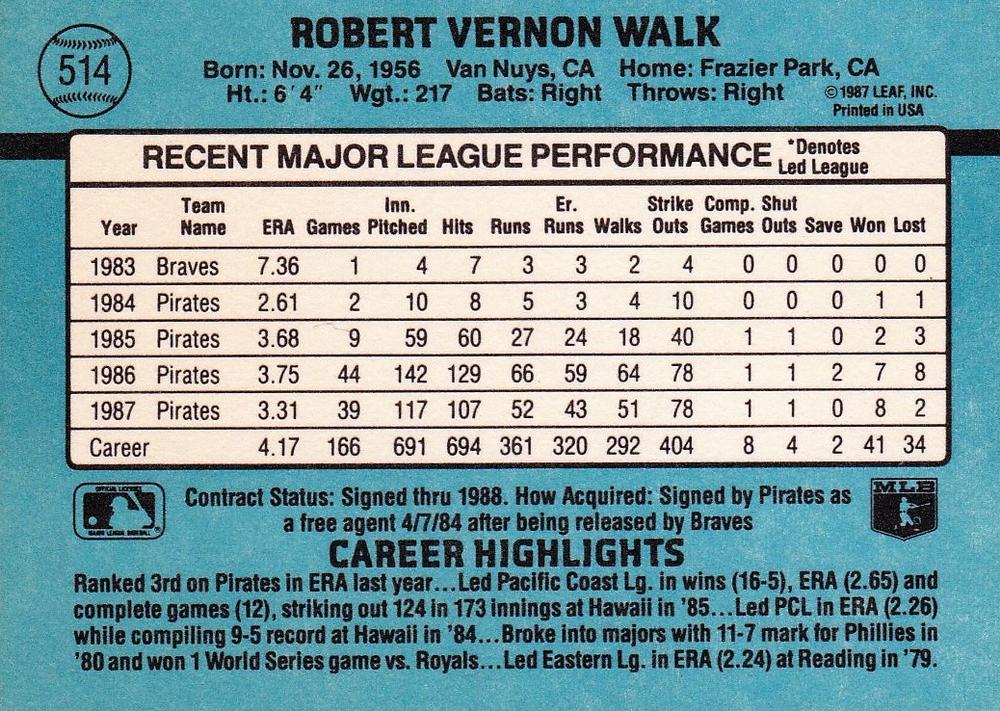 ROBERT VERNON WALK
514
Born: Nov. 26, 1956 Van Nuys, CA Home: Frazier Park, CA
Ht.: 6'4" Wgt.: 217 Bats: Right Throws: Right
©1987 LEAF, INC.
Printed in USA
RECENT MAJOR LEAGUE PERFORMANCE *Denotes Led League
Year Team Name ERA Games Inn. Pitched Hits Runs Er. Runs Walks Strike Outs Comp. Games Shut Outs Save Won Lost
1983 Braves 7.36 1 4 7 3 3 2 4 0 0 0 0 0
1984 Pirates 2.61 2 10 8 5 3 4 10 0 0 0 1 1
1985 Pirates 3.68 9 59 60 27 24 18 40 1 1 0 2 3
1986 Pirates 3.75 44 142 129 66 59 64 78 1 1 2 7 8
1987 Pirates 3.31 39 117 107 52 43 51 78 1 1 0 8 2
Career 4.17 166 691 694 361 320 292 404 8 4 2 41 34
Contract Status: Signed thru 1988. How Acquired: Signed by Pirates as
a free agent 4/7/84 after being released by Braves
MLB
CAREER HIGHLIGHTS
Ranked 3rd on Pirates in ERA last year...Led Pacific Coast Lg. in wins (16-5), ERA (2.65) and
complete games (12), striking out 124 in 173 innings at Hawaii in '85...Led PCL in ERA (2.26)
while compiling 9-5 record at Hawaii in '84...Broke into majors with 11-7 mark for Phillies in
'80 and won 1 World Series game vs. Royals...Led Eastern Lg. in ERA (2.24) at Reading in '79.